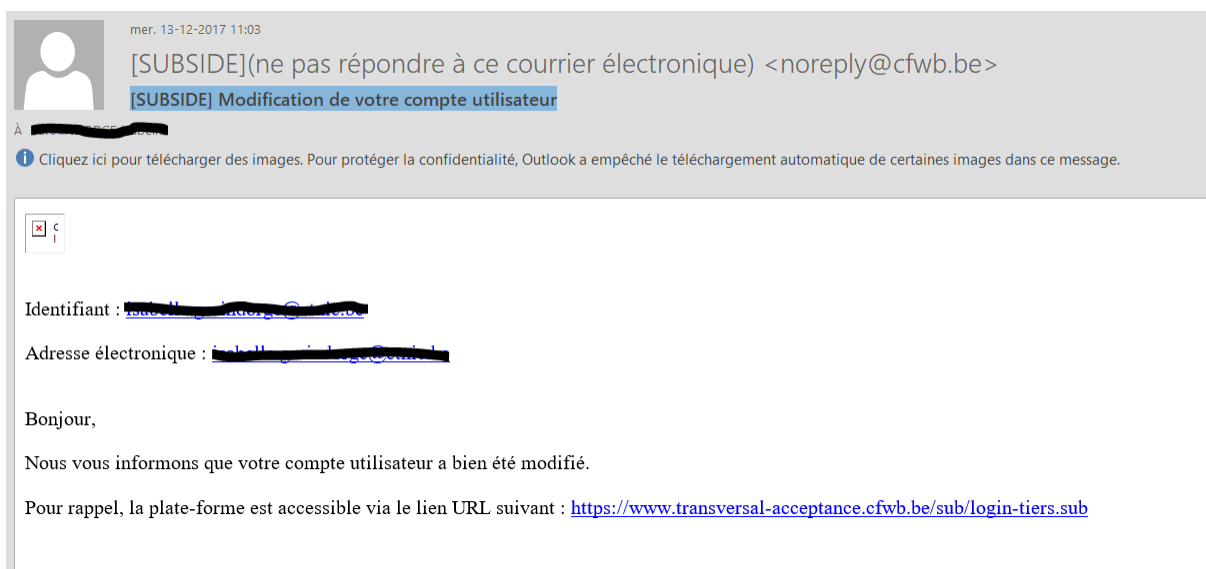 mer. 13-12-2017 11:03
[SUBSIDE](ne pas répondre à ce courrier électronique) <noreply@cfwb.be>
[SUBSIDE] Modification de votre compte utilisateur
À
Cliquez ici pour télécharger des images. Pour protéger la confidentialité, Outlook a empêché le téléchargement automatique de certaines images dans ce message.
Identifiant :
Adresse électronique :
Bonjour,
Nous vous informons que votre compte utilisateur a bien été modifié.
Pour rappel, la plate-forme est accessible via le lien URL suivant : https://www.transversal-acceptance.cfwb.be/sub/login-tiers.sub